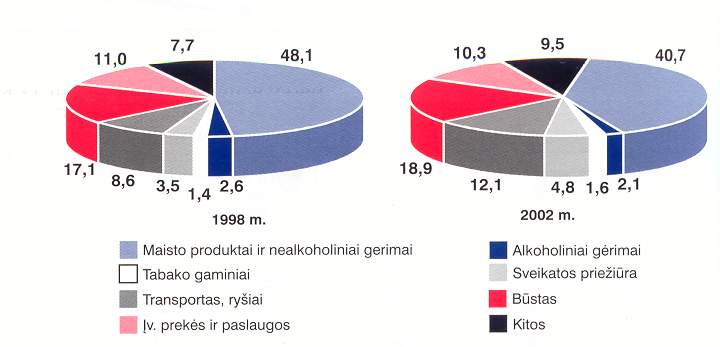 7,7
11,0
48,1
17,1
8,6
3,5
1,4
2,6
1998 m.
9,5
10,3
40,7
18,9
12,1
4,8
1,6
2,1
2002 m.
Maisto produktai ir nealkoholiniai gerimai
Tabako gaminiai
Transportas, ryšiai
Įv. prekės ir paslaugos
Alkoholiniai gėrimai
Sveikatos priežiūra
Būstas
Kitos